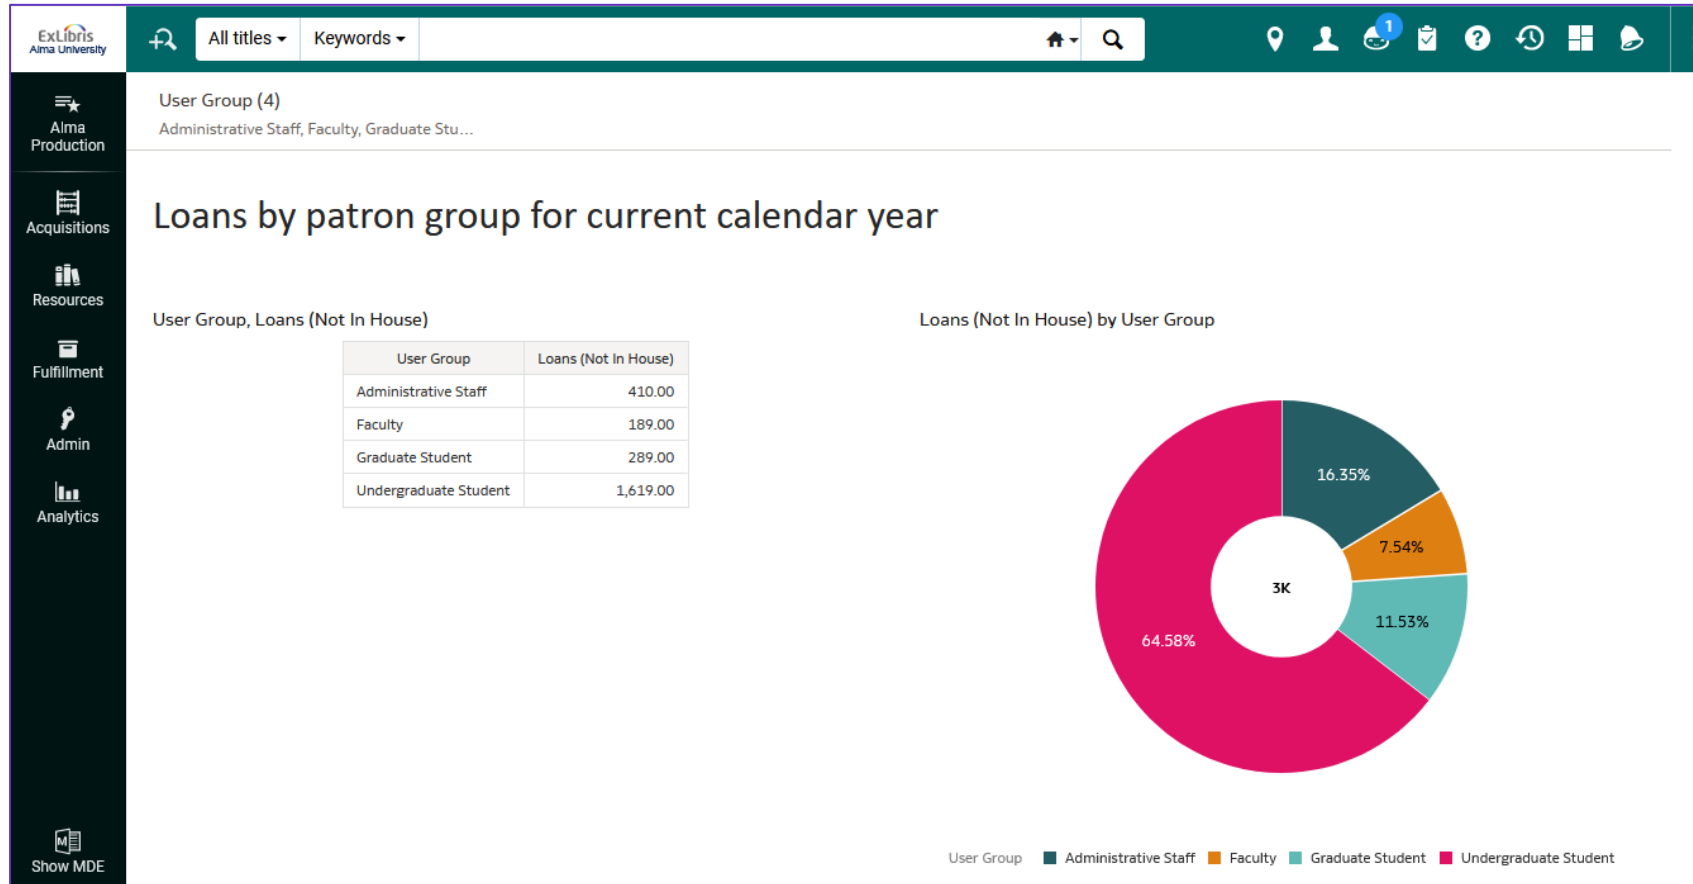 ExLibris
Alma University
All titles
Keywords
1
Alma
Production
Acquisitions
Resources
Fulfillment
Admin
Analytics
Show MDE
User Group (4)
Administrative Staff, Faculty, Graduate Stu...
Loans by patron group for current calendar year
User Group, Loans (Not In House)
User Group Loans (Not In House)
Administrative Staff 410.00
Faculty 189.00
Graduate Student 289.00
Undergraduate Student 1,619.00
Loans (Not In House) by User Group
16.35%
7.54%
3K
11.53%
64.58%
User Group Administrative Staff Faculty Graduate Student Undergraduate Student